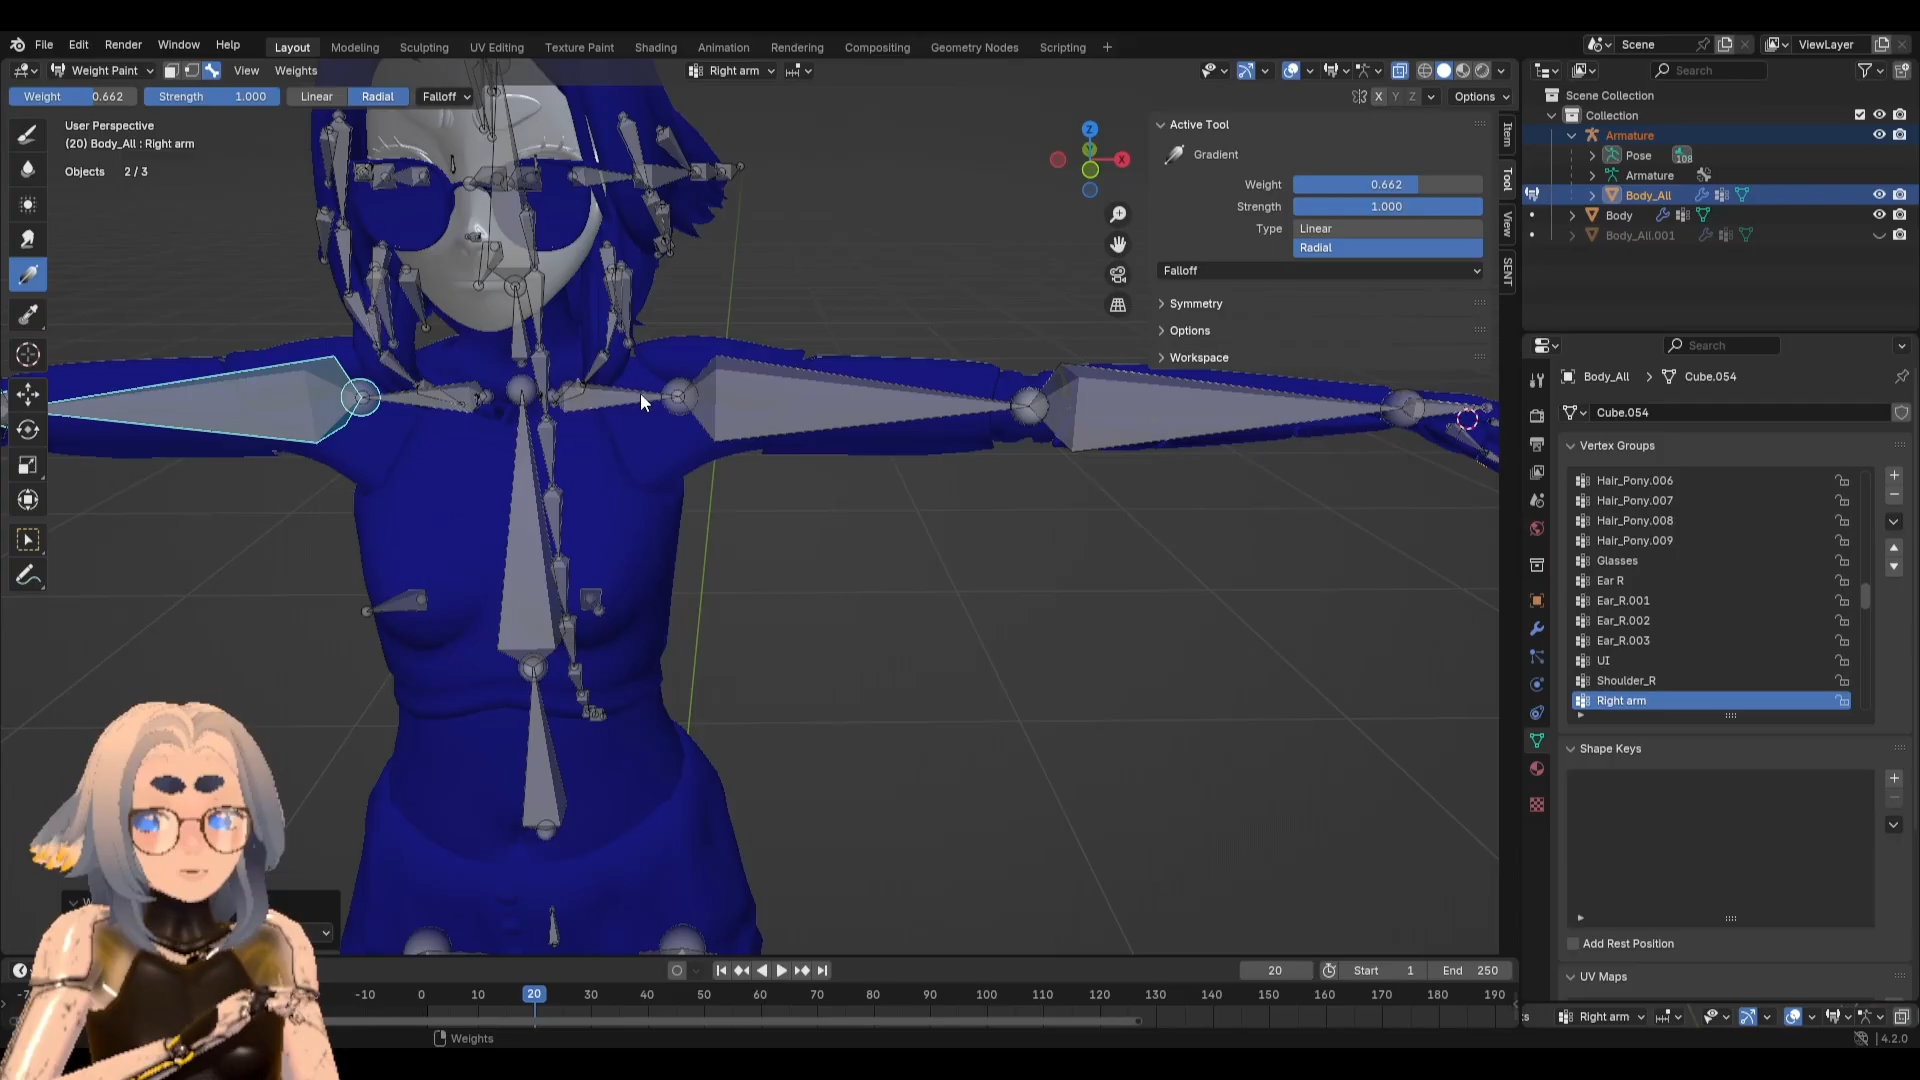 File Edit Render Window Help Layout Modeling Sculpting UV Editing Texture Paint Shading Animation Rendering Compositing Geometry Nodes Scripting + Scene ViewLayer
Weight Paint View Weights Right arm Search
Weight 0.662 Strength 1.000 Linear Radial Falloff X Y Z Options
User Perspective
(20) Body_All : Right arm
Objects 2 / 3
Z
X
Active Tool
Gradient
Weight 0.662
Strength 1.000
Type Linear
Radial
Falloff
Symmetry
Options
Workspace
Item
Tool
View
SENT
Scene Collection
Collection
Armature
Pose 108
Armature
Body_All
Body
Body_All.001
Search
Body_All > Cube.054
Cube.054
Vertex Groups
Hair_Pony.006
Hair_Pony.007
Hair_Pony.008
Hair_Pony.009
Glasses
Ear R
Ear_R.001
Ear_R.002
Ear_R.003
UI
Shoulder_R
Right arm
Shape Keys
Add Rest Position
UV Maps
20 Start 1 End 250
-10 0 10 20 30 40 50 60 70 80 90 100 110 120 130 140 150 160 170 180 190
Right arm
Weights
4.2.0